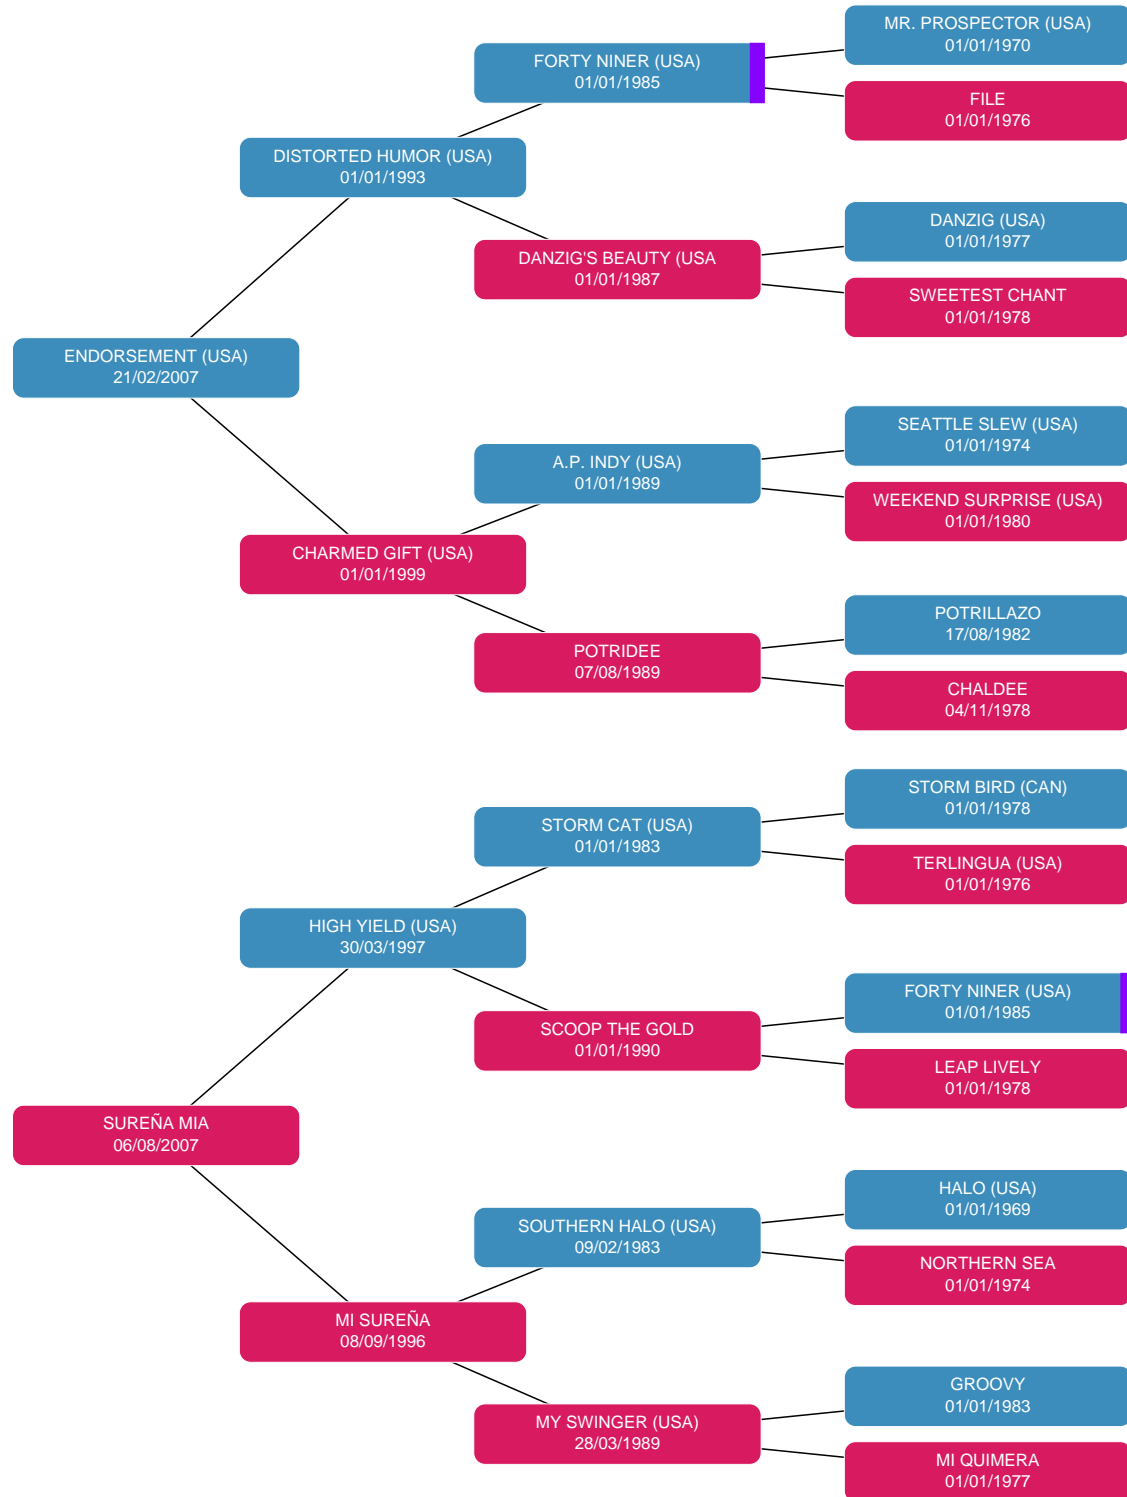 MR. PROSPECTOR (USA)
01/01/1970
FORTY NINER (USA)
01/01/1985
FILE
01/01/1976
DISTORTED HUMOR (USA)
01/01/1993
DANZIG (USA)
01/01/1977
DANZIG'S BEAUTY (USA
01/01/1987
SWEETEST CHANT
01/01/1978
ENDORSEMENT (USA)
21/02/2007
SEATTLE SLEW (USA)
01/01/1974
A.P. INDY (USA)
01/01/1989
WEEKEND SURPRISE (USA)
01/01/1980
CHARMED GIFT (USA)
01/01/1999
POTRILLAZO
17/08/1982
POTRIDEE
07/08/1989
CHALDEE
04/11/1978
STORM BIRD (CAN)
01/01/1978
STORM CAT (USA)
01/01/1983
TERLINGUA (USA)
01/01/1976
HIGH YIELD (USA)
30/03/1997
FORTY NINER (USA)
01/01/1985
SCOOP THE GOLD
01/01/1990
LEAP LIVELY
01/01/1978
SUREÑA MIA
06/08/2007
HALO (USA)
01/01/1969
SOUTHERN HALO (USA)
09/02/1983
NORTHERN SEA
01/01/1974
MI SUREÑA
08/09/1996
GROOVY
01/01/1983
MY SWINGER (USA)
28/03/1989
MI QUIMERA
01/01/1977